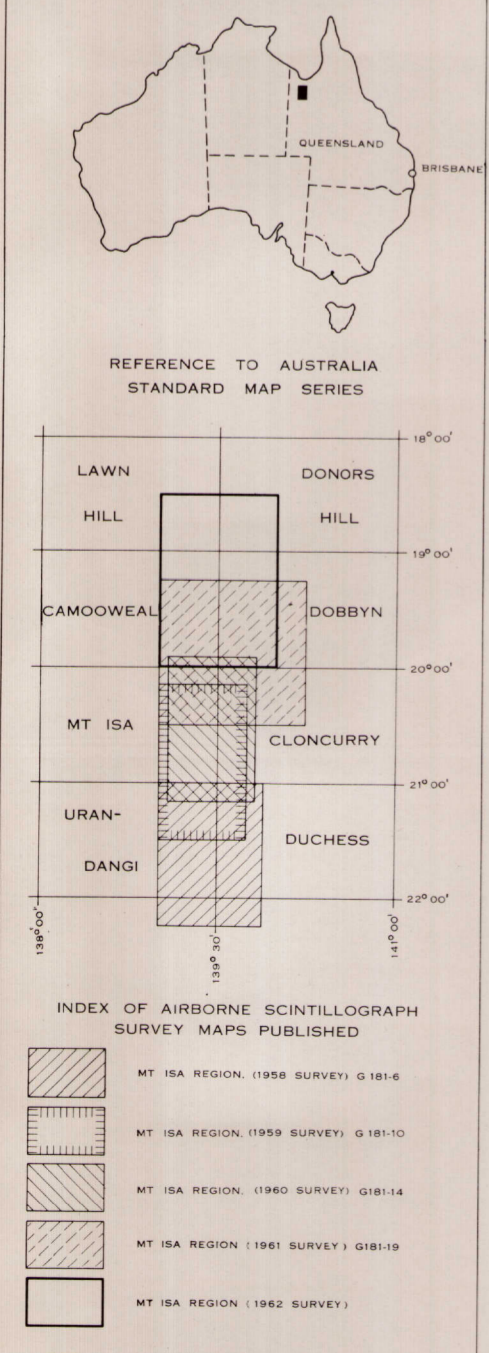 QUEENSLAND
BRISBANE
REFERENCE TO AUSTRALIA
STANDARD MAP SERIES
18° 00'
LAWN
DONORS
HILL
HILL
19° 00'
CAMOOWEAL
DOBBYN
20° 00'
MT ISA
CLONCURRY
21° 00'
URAN-
DUCHESS
DANGI
22° 00'
138° 00'
139° 30'
141° 00'
INDEX OF AIRBORNE SCINTILLOGRAPH
SURVEY MAPS PUBLISHED
MT ISA REGION. (1958 SURVEY) G 181-6
MT ISA REGION. (1959 SURVEY) G 181-10
MT ISA REGION. (1960 SURVEY) G181-14
MT ISA REGION (1961 SURVEY) G181-19
MT ISA REGION (1962 SURVEY)